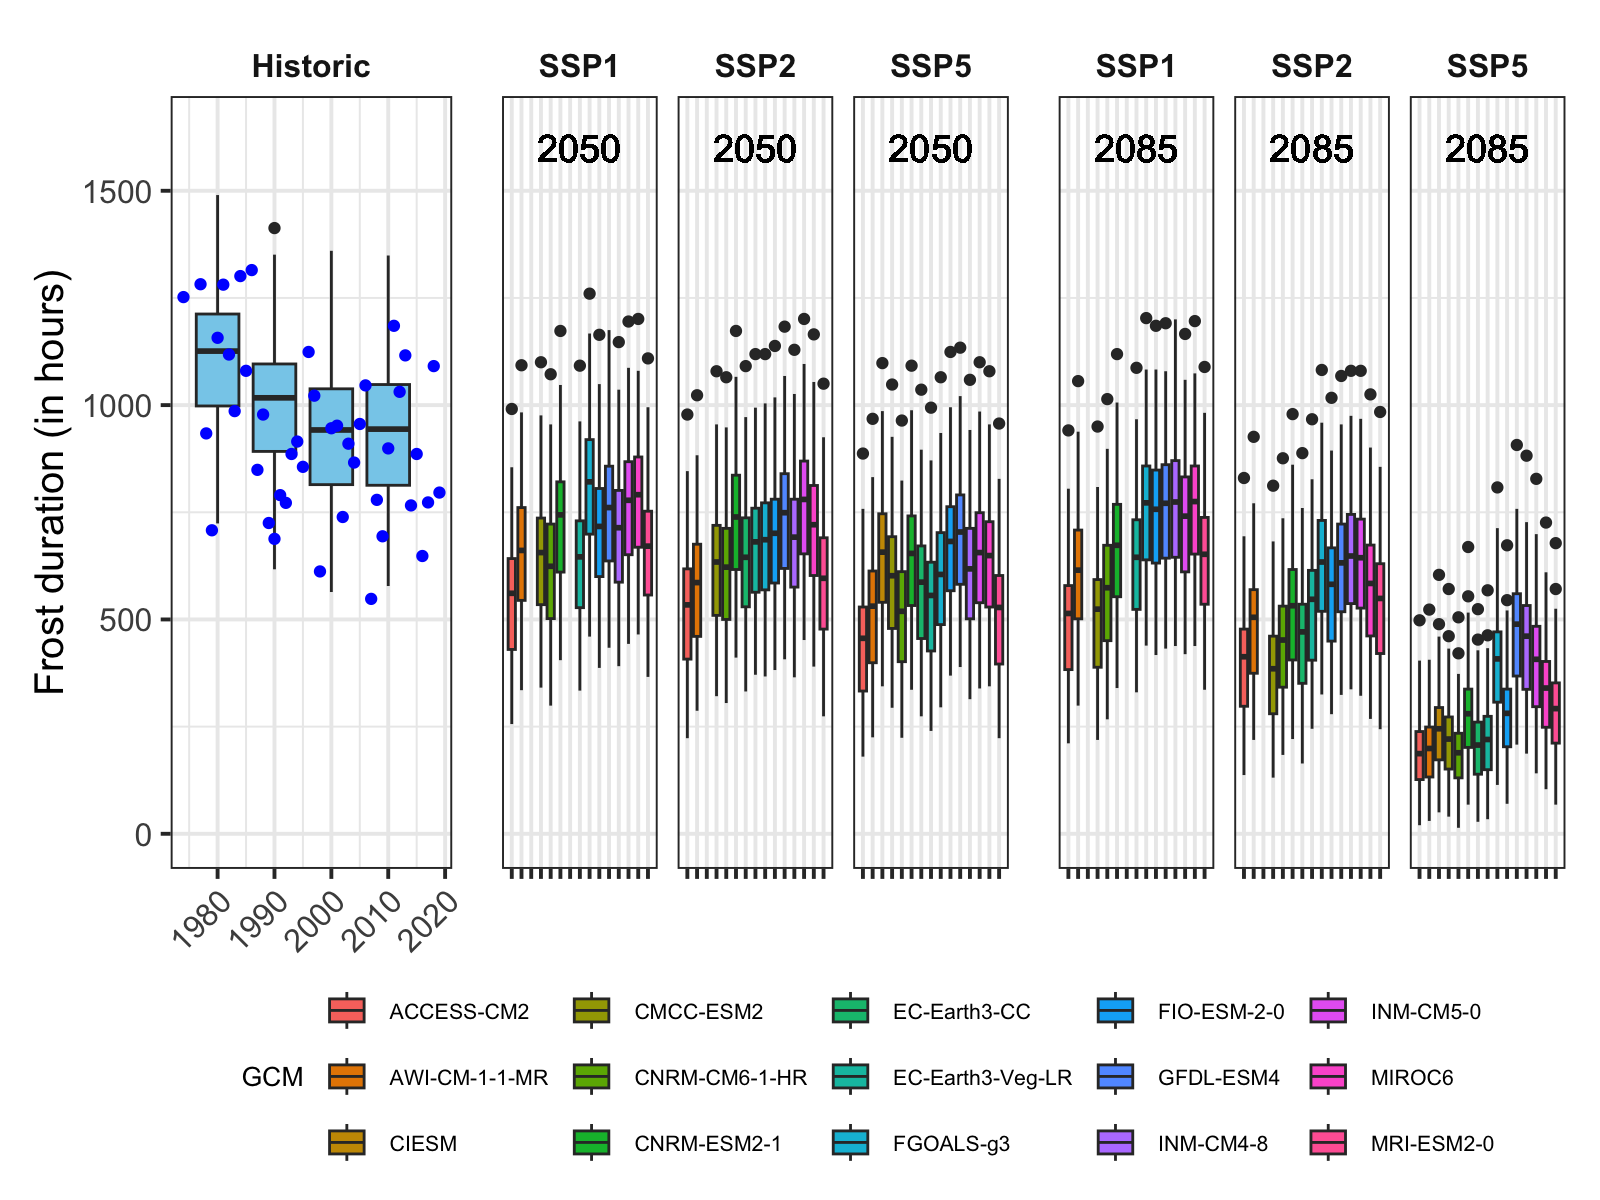 Historic SSP1 SSP2 SSP5 SSP1 SSP2 SSP5
2050 2050 2050 2085 2085 2085
Frost duration (in hours)
1500
1000
500
0
1980 1990 2000 2010 2020
GCM
ACCESS-CM2 CMCC-ESM2 EC-Earth3-CC FIO-ESM-2-0 INM-CM5-0
AWI-CM-1-1-MR CNRM-CM6-1-HR EC-Earth3-Veg-LR GFDL-ESM4 MIROC6
CIESM CNRM-ESM2-1 FGOALS-g3 INM-CM4-8 MRI-ESM2-0